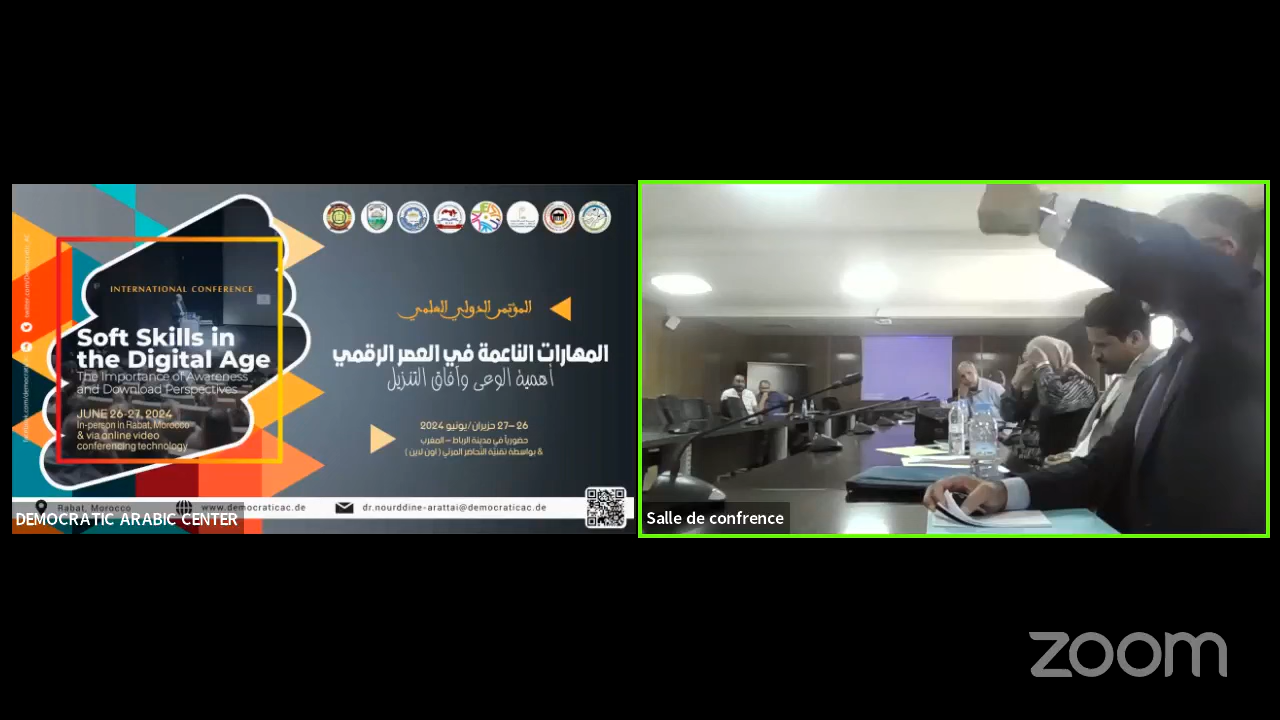 INTERNATIONAL CONFERENCE
Soft Skills in
the Digital Age
The Importance of Awareness
and Download Perspectives
JUNE 26-27, 2024
In-person in Rabat, Morocco
& via online video
conferencing technology
المؤتمر الدولي العلمي
المهارات الناعمة في العصر الرقمي
أهمية الوعي وآفاق التنزيل
26–27 حزيران/يونيو 2024
حضورياً في مدينة الرباط – المغرب
& بواسطة تقنيّة التّحاضر المرئي ( اون لاين )
Rabat, Morocco
www.democraticac.de
dr.nourddine-arattai@democraticac.de
DEMOCRATIC ARABIC CENTER
Salle de confrence
zoom